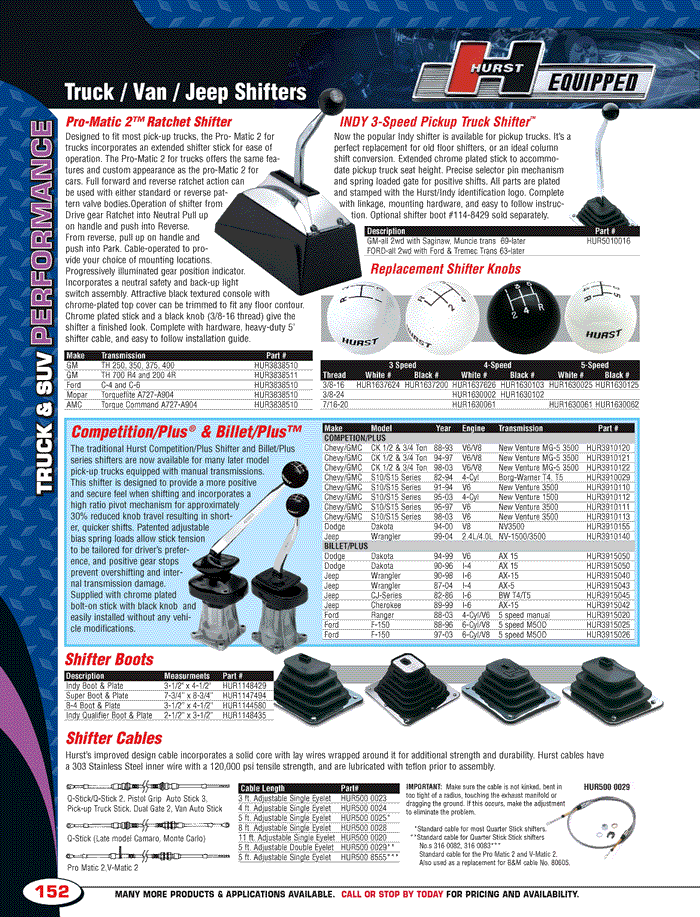 HURST
EQUIPPED
Truck / Van / Jeep Shifters
TRUCK & SUV PERFORMANCE
Pro-Matic 2™ Ratchet Shifter
Designed to fit most pick-up trucks, the Pro- Matic 2 for
trucks incorporates an extended shifter stick for ease of
operation. The Pro-Matic 2 for trucks offers the same fea-
tures and custom appearance as the pro-Matic 2 for
cars. Full forward and reverse ratchet action can
be used with either standard or reverse pat-
tern valve bodies.Operation of shifter from
Drive gear Ratchet into Neutral Pull up
on handle and push into Reverse.
From reverse, pull up on handle and
push into Park. Cable-operated to pro-
vide your choice of mounting locations.
Progressively illuminated gear position indicator.
Incorporates a neutral safety and back-up light
switch assembly. Attractive black textured console with
chrome-plated top cover can be trimmed to fit any floor contour.
Chrome plated stick and a black knob (3/8-16 thread) give the
shifter a finished look. Complete with hardware, heavy-duty 5'
shifter cable, and easy to follow installation guide.
Make Transmission Part #
GM TH 250, 350, 375, 400 HUR3838510
GM TH 700 R4 and 200 4R HUR3838511
Ford C-4 and C-6 HUR3838510
Mopar Torqueflite A727-A904 HUR3838510
AMC Torque Command A727-A904 HUR3838510
INDY 3-Speed Pickup Truck Shifter™
Now the popular Indy shifter is available for pickup trucks. It's a
perfect replacement for old floor shifters, or an ideal column
shift conversion. Extended chrome plated stick to accommo-
date pickup truck seat height. Precise selector pin mechanism
and spring loaded gate for positive shifts. All parts are plated
and stamped with the Hurst/Indy identification logo. Complete
with linkage, mounting hardware, and easy to follow instruc-
tion. Optional shifter boot #114-8429 sold separately.
Description Part #
GM-all 2wd with Saginaw, Muncie trans 69-later HUR5010016
FORD-all 2wd with Ford & Tremec Trans 63-later
Replacement Shifter Knobs
HURST
HURST
HURST
3 Speed 4-Speed 5-Speed
Thread White # Black # White # Black # White # Black #
3/8-16 HUR1637624 HUR1637200 HUR1637626 HUR1630103 HUR1630025 HUR1630125
3/8-24 HUR1630002 HUR1630102
7/16-20 HUR1630061 HUR1630061 HUR1630062
Competition/Plus® & Billet/Plus™
The traditional Hurst Competition/Plus Shifter and Billet/Plus
series shifters are now available for many later model
pick-up trucks equipped with manual transmissions.
This shifter is designed to provide a more positive
and secure feel when shifting and incorporates a
high ratio pivot mechanism for approximately
30% reduced knob travel resulting in short-
er, quicker shifts. Patented adjustable
bias spring loads allow stick tension
to be tailored for driver's prefer-
ence, and positive gear stops
prevent overshifting and inter-
nal transmission damage.
Supplied with chrome plated
bolt-on stick with black knob and
easily installed without any vehi-
cle modifications.
Make Model Year Engine Transmission Part #
COMPETION/PLUS
Chevy/GMC CK 1/2 & 3/4 Ton 88-93 V6/V8 New Venture MG-5 3500 HUR3910120
Chevy/GMC CK 1/2 & 3/4 Ton 94-97 V6/V8 New Venture MG-5 3500 HUR3910121
Chevy/GMC CK 1/2 & 3/4 Ton 98-03 V6/V8 New Venture MG-5 3500 HUR3910122
Chevy/GMC S10/S15 Series 82-94 4-Cyl Borg-Warner T4, T5 HUR3910029
Chevy/GMC S10/S15 Series 91-94 V6 New Venture 3500 HUR3910110
Chevy/GMC S10/S15 Series 95-03 4-Cyl New Venture 1500 HUR3910112
Chevy/GMC S10/S15 Series 95-97 V6 New Venture 3500 HUR3910111
Chevy/GMC S10/S15 Series 98-03 V6 New Venture 3500 HUR3910113
Dodge Dakota 94-00 V8 NV3500 HUR3910155
Jeep Wrangler 99-04 2.4L/4.0L NV-1500/3500 HUR3910140
BILLET/PLUS
Dodge Dakota 94-99 V6 AX 15 HUR3915050
Dodge Dakota 90-96 I-4 AX 15 HUR3915050
Jeep Wrangler 90-98 I-6 AX-15 HUR3915040
Jeep Wrangler 87-04 I-4 AX-5 HUR3915043
Jeep CJ-Series 82-86 I-6 BW T4/T5 HUR3915045
Jeep Cherokee 89-99 I-6 AX-15 HUR3915042
Ford Ranger 88-03 4-Cyl/V6 5 speed manual HUR3915020
Ford F-150 88-96 6-Cyl/V8 5 speed M5OD HUR3915025
Ford F-150 97-03 6-Cyl/V8 5 speed M5OD HUR3915026
Shifter Boots
Description Measurments Part #
Indy Boot & Plate 3-1/2" x 4-1/2" HUR1148429
Super Boot & Plate 7-3/4" x 8-3/4" HUR1147494
8-4 Boot & Plate 3-1/2" x 4-1/2" HUR1144580
Indy Qualifier Boot & Plate 2-1/2" x 3-1/2" HUR1148435
Shifter Cables
Hurst's improved design cable incorporates a solid core with lay wires wrapped around it for additional strength and durability. Hurst cables have
a 303 Stainless Steel inner wire with a 120,000 psi tensile strength, and are lubricated with teflon prior to assembly.
Q-Stick/Q-Stick 2, Pistol Grip Auto Stick 3,
Pick-up Truck Stick, Dual Gate 2, Van Auto Stick
Q-Stick (Late model Camaro, Monte Carlo)
Pro Matic 2,V-Matic 2
Cable Length Part#
3 ft. Adjustable Single Eyelet HUR500 0023
4 ft. Adjustable Single Eyelet HUR500 0024
5 ft. Adjustable Single Eyelet HUR500 0025*
8 ft. Adjustable Single Eyelet HUR500 0028
11 ft. Adjustable Single Eyelet HUR500 0020
5 ft. Adjustable Double Eyelet HUR500 0029**
5 ft. Adjustable Single Eyelet HUR500 8555***
IMPORTANT: Make sure the cable is not kinked, bent in
too tight of a radius, touching the exhaust manifold or
dragging the ground. If this occurs, make the adjustment
to eliminate the problem.
*Standard cable for most Quarter Stick shifters.
**Standard cable for Quarter Stick Stick shifters
No.s 316 0082, 316 0083***
Standard cable for the Pro Matic 2 and V-Matic 2.
Also used as a replacement for B&M cable No. 80605.
HUR500 0029
152
MANY MORE PRODUCTS & APPLICATIONS AVAILABLE. CALL OR STOP BY TODAY FOR PRICING AND AVAILABILITY.